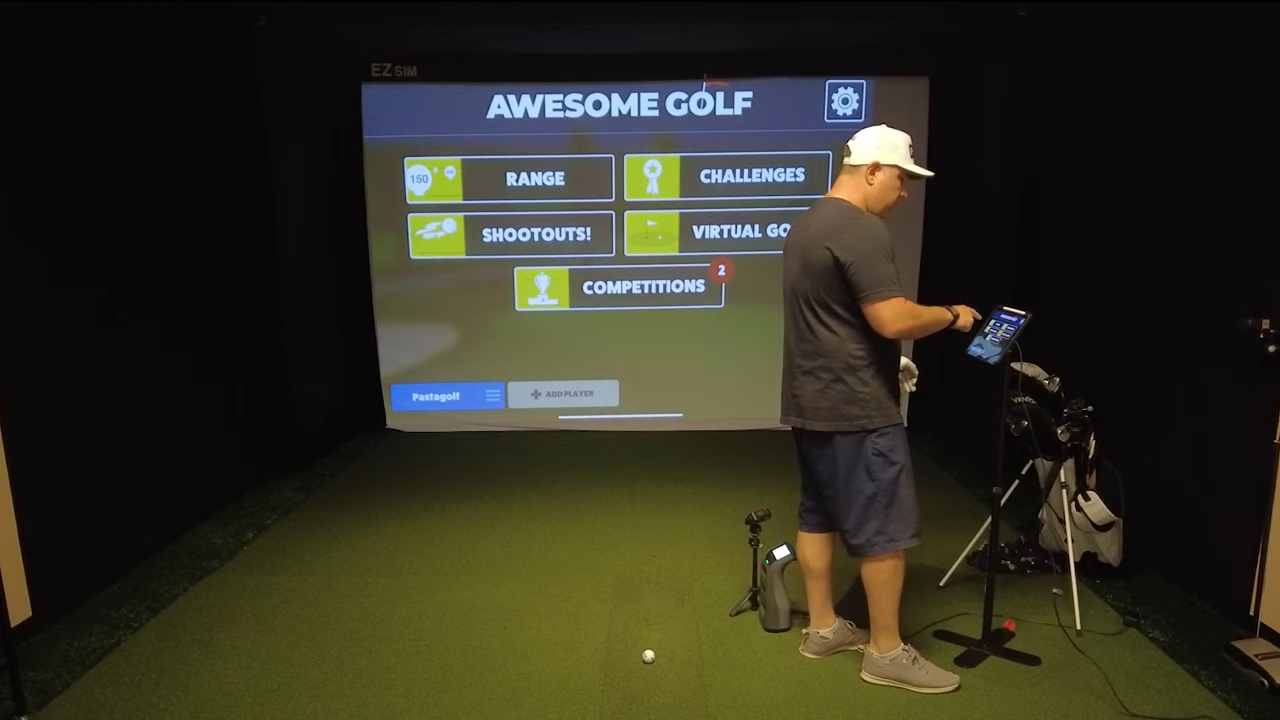 EZ SIM
AWESOME GOLF
150
RANGE
CHALLENGES
SHOOTOUTS!
VIRTUAL GO
COMPETITIONS
2
Pastagolf
ADD PLAYER